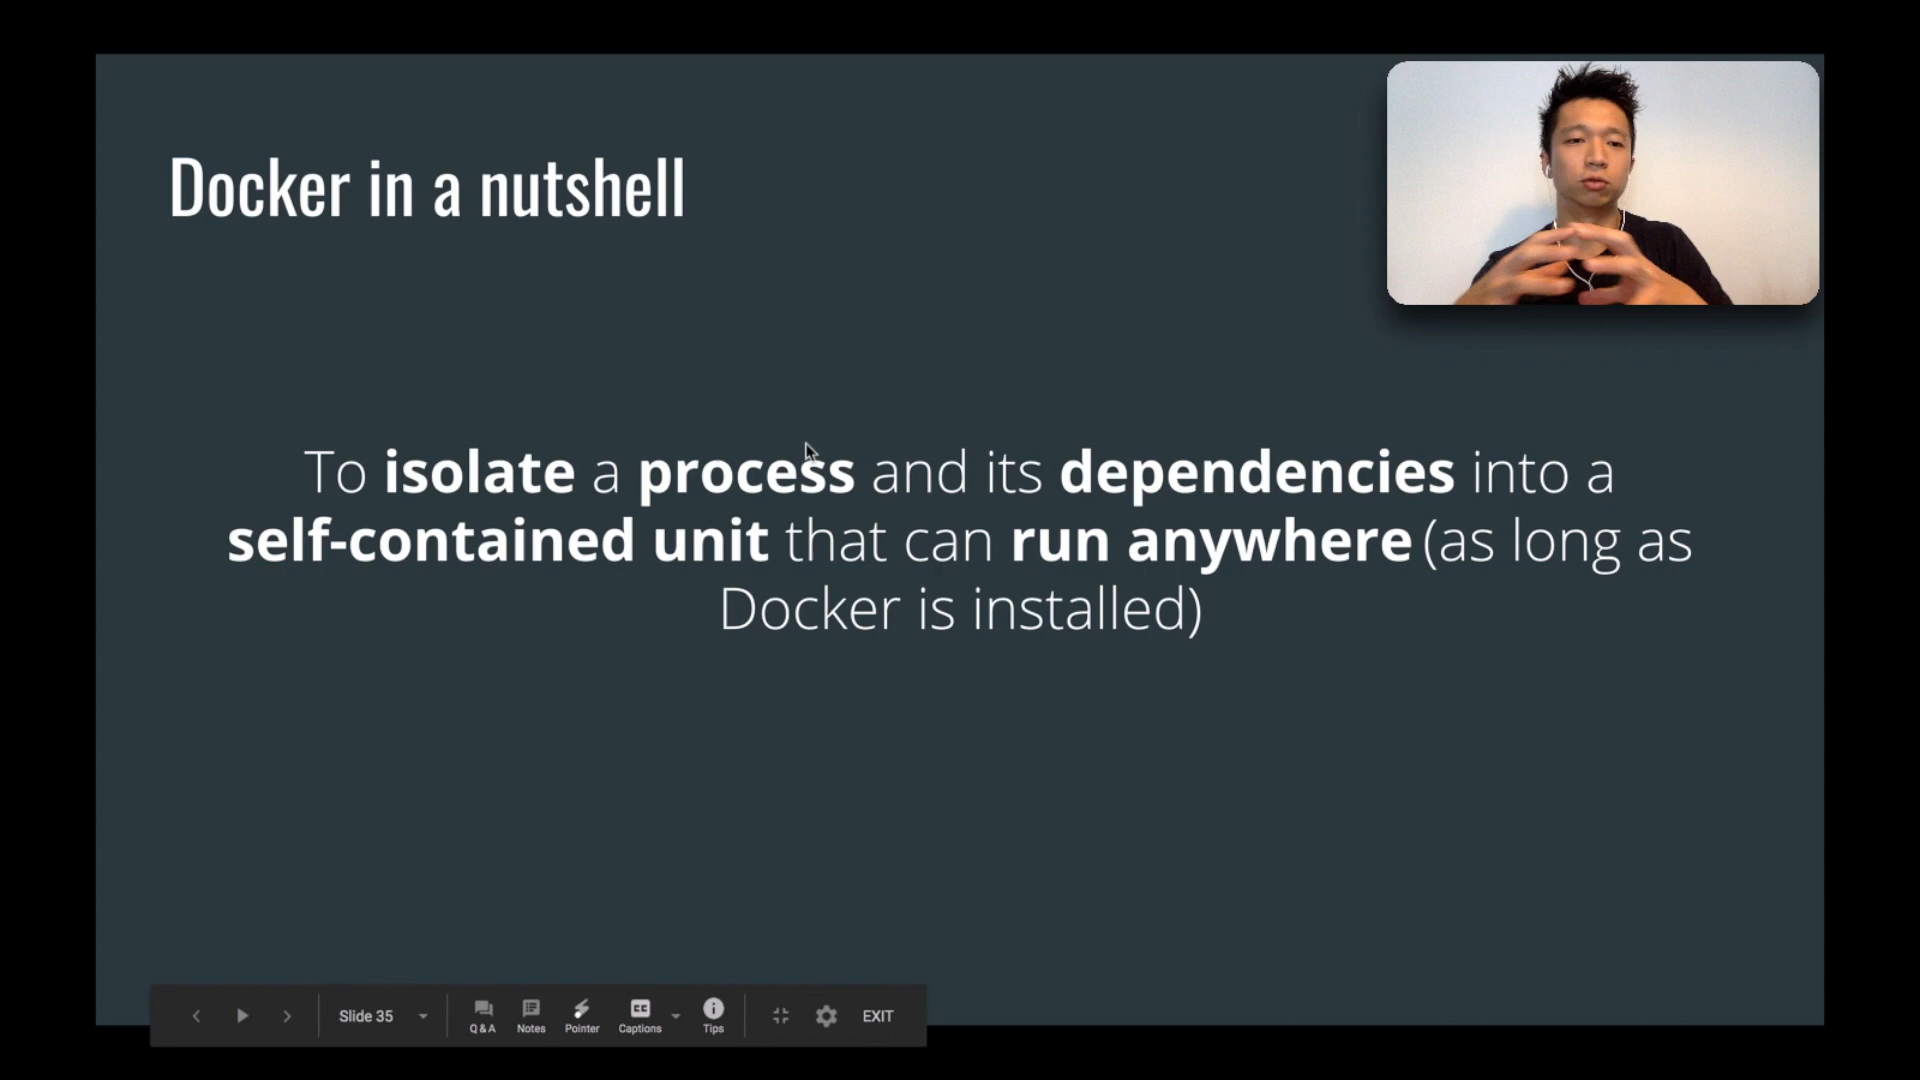 Docker in a nutshell
To isolate a process and its dependencies into a
self-contained unit that can run anywhere (as long as
Docker is installed)
Slide 35
Q & A
Notes
Pointer
CC
Captions
Tips
EXIT